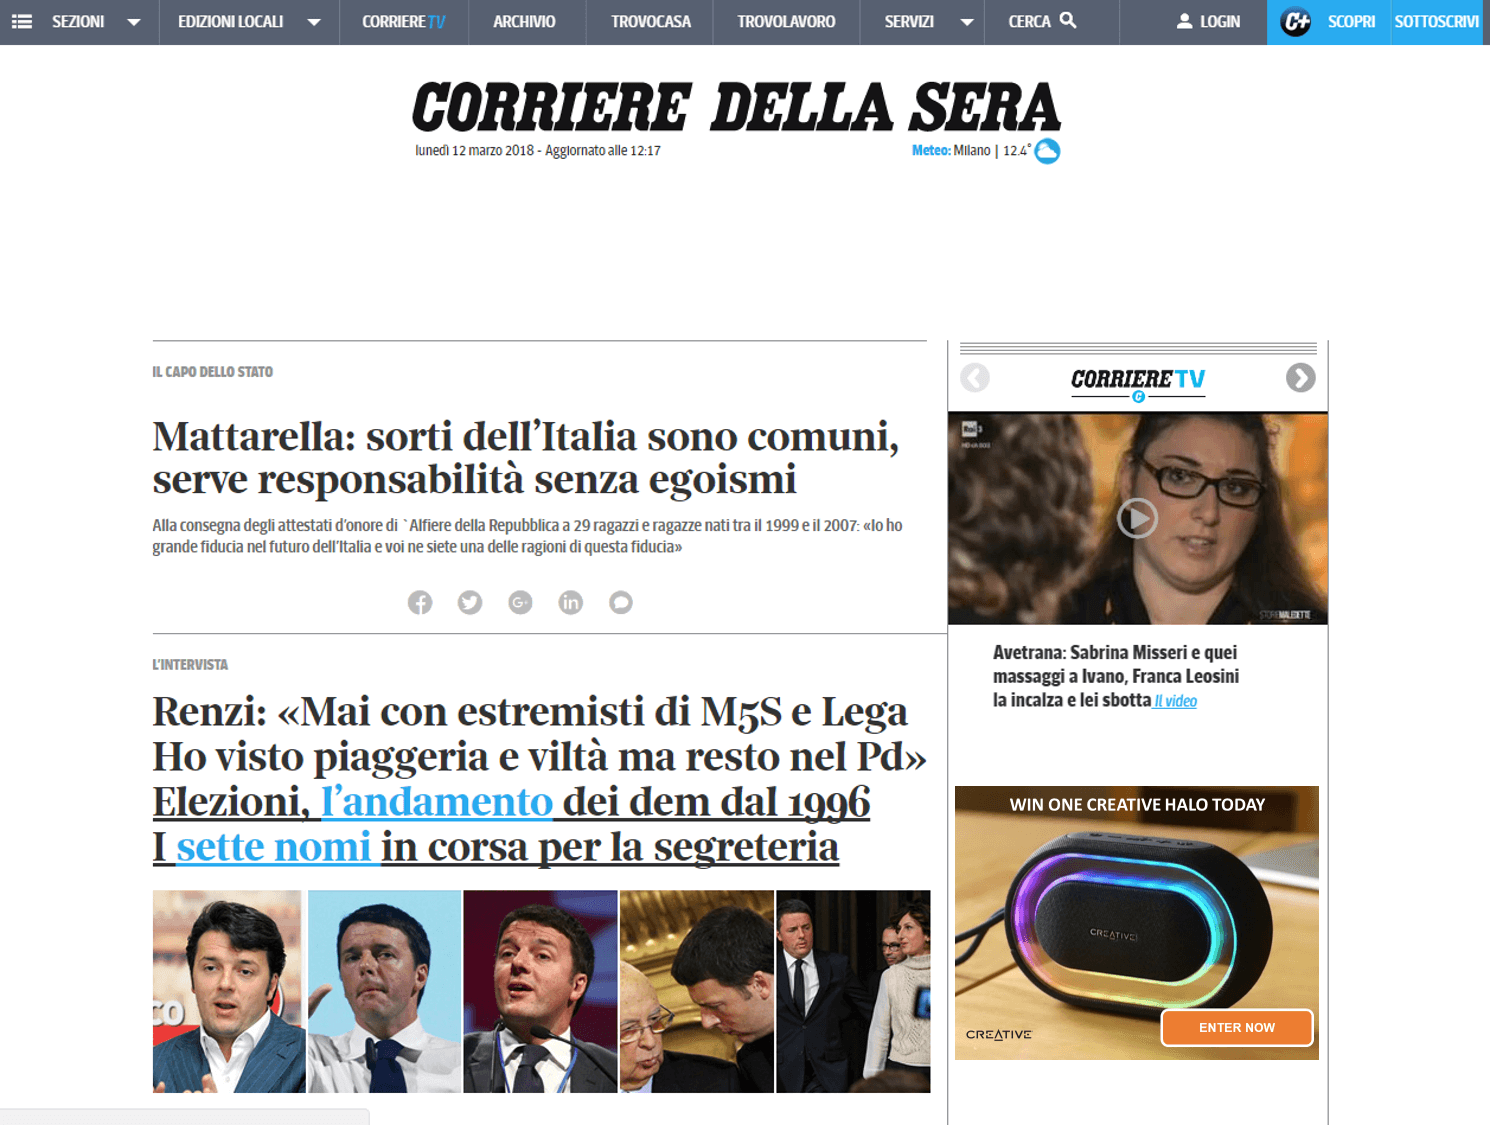 SEZIONI
EDIZIONI LOCALI
CORRIERETV
ARCHIVIO
TROVOCASA
TROVOLAVORO
SERVIZI
CERCA
LOGIN
C+
SCOPRI
SOTTOSCRIVI
CORRIERE DELLA SERA
lunedì 12 marzo 2018 - Aggiornato alle 12:17
Meteo: Milano | 12.4°
IL CAPO DELLO STATO
Mattarella: sorti dell’Italia sono comuni,
serve responsabilità senza egoismi
Alla consegna degli attestati d’onore di `Alfiere della Repubblica a 29 ragazzi e ragazze nati tra il 1999 e il 2007: «Io ho
grande fiducia nel futuro dell’Italia e voi ne siete una delle ragioni di questa fiducia»
L’INTERVISTA
Renzi: «Mai con estremisti di M5S e Lega
Ho visto piaggeria e viltà ma resto nel Pd»
Elezioni, l’andamento dei dem dal 1996
I sette nomi in corsa per la segreteria
CO
CORRIERE TV
C
Rai 3
STORIEMALEDETTE
Avetrana: Sabrina Misseri e quei
massaggi a Ivano, Franca Leosini
la incalza e lei sbotta Il video
WIN ONE CREATIVE HALO TODAY
CREATIVE
CREATIVE
ENTER NOW